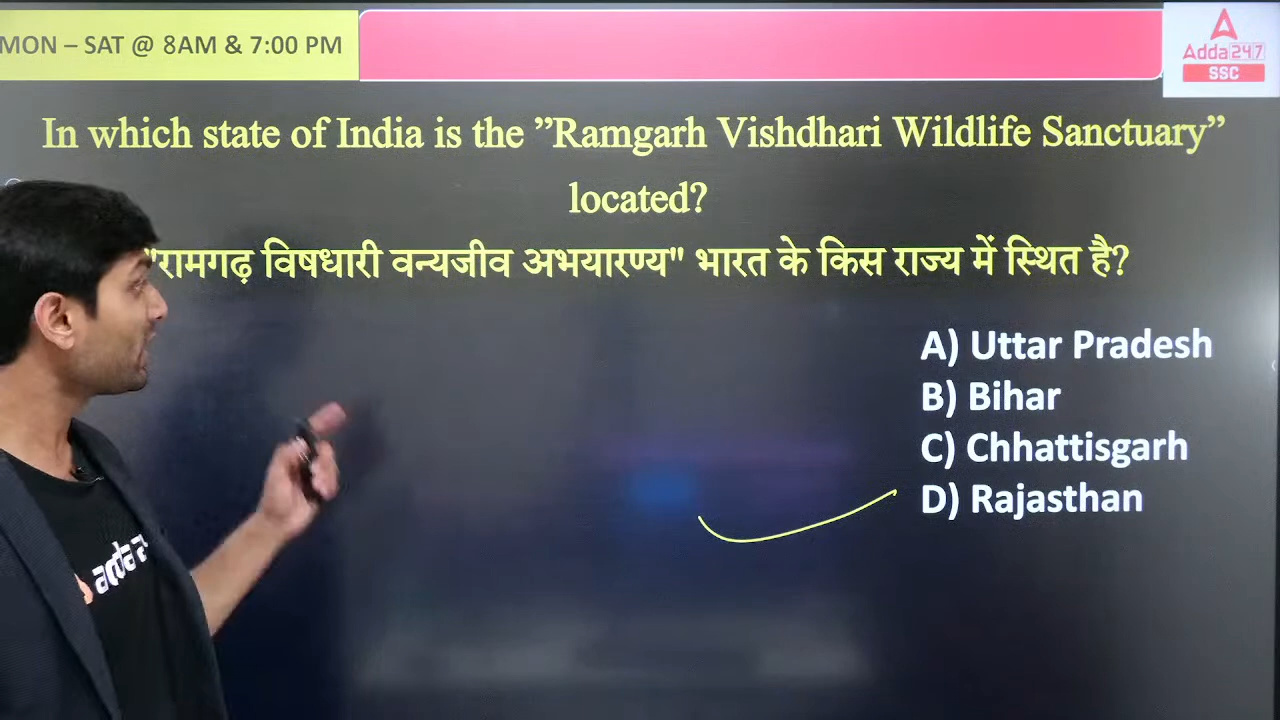 MON – SAT @ 8AM & 7:00 PM
Adda 247
SSC
In which state of India is the ”Ramgarh Vishdhari Wildlife Sanctuary”
located?
"रामगढ़ विषधारी वन्यजीव अभयारण्य" भारत के किस राज्य में स्थित है?
A) Uttar Pradesh
B) Bihar
C) Chhattisgarh
D) Rajasthan
adda